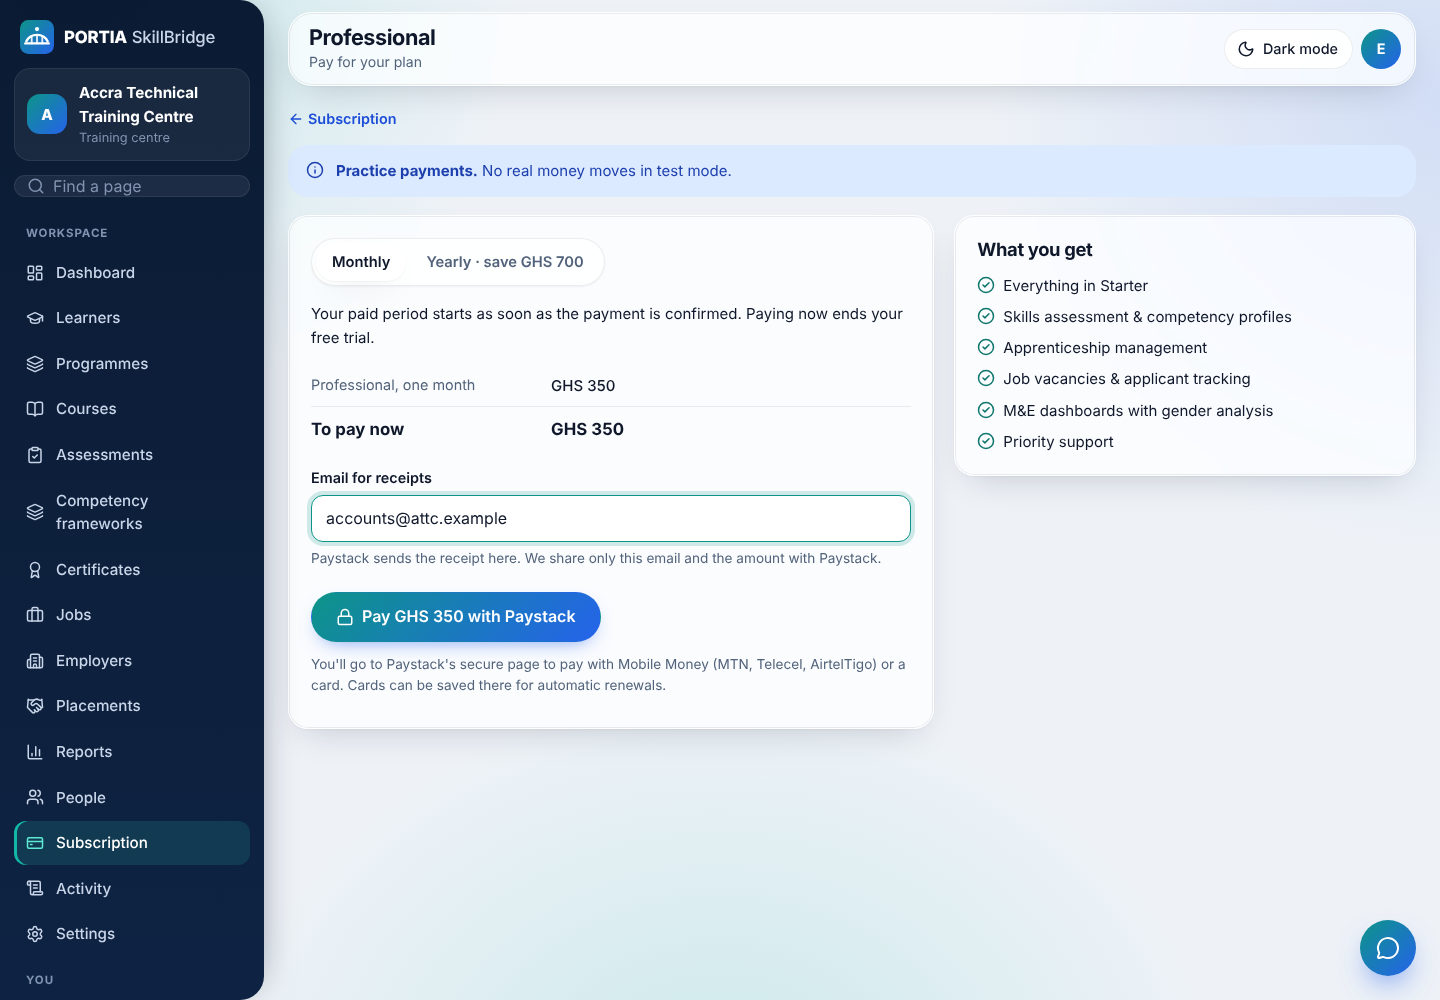 PORTIA SkillBridge
A
Accra Technical
Training Centre
Training centre
Find a page
WORKSPACE
Dashboard
Learners
Programmes
Courses
Assessments
Competency
frameworks
Certificates
Jobs
Employers
Placements
Reports
People
Subscription
Activity
Settings
YOU
Professional
Pay for your plan
Dark mode
E
Subscription
Practice payments. No real money moves in test mode.
Monthly
Yearly · save GHS 700
Your paid period starts as soon as the payment is confirmed. Paying now ends your
free trial.
Professional, one month GHS 350
To pay now GHS 350
Email for receipts
accounts@attc.example
Paystack sends the receipt here. We share only this email and the amount with Paystack.
Pay GHS 350 with Paystack
You'll go to Paystack's secure page to pay with Mobile Money (MTN, Telecel, AirtelTigo) or a
card. Cards can be saved there for automatic renewals.
What you get
Everything in Starter
Skills assessment & competency profiles
Apprenticeship management
Job vacancies & applicant tracking
M&E dashboards with gender analysis
Priority support